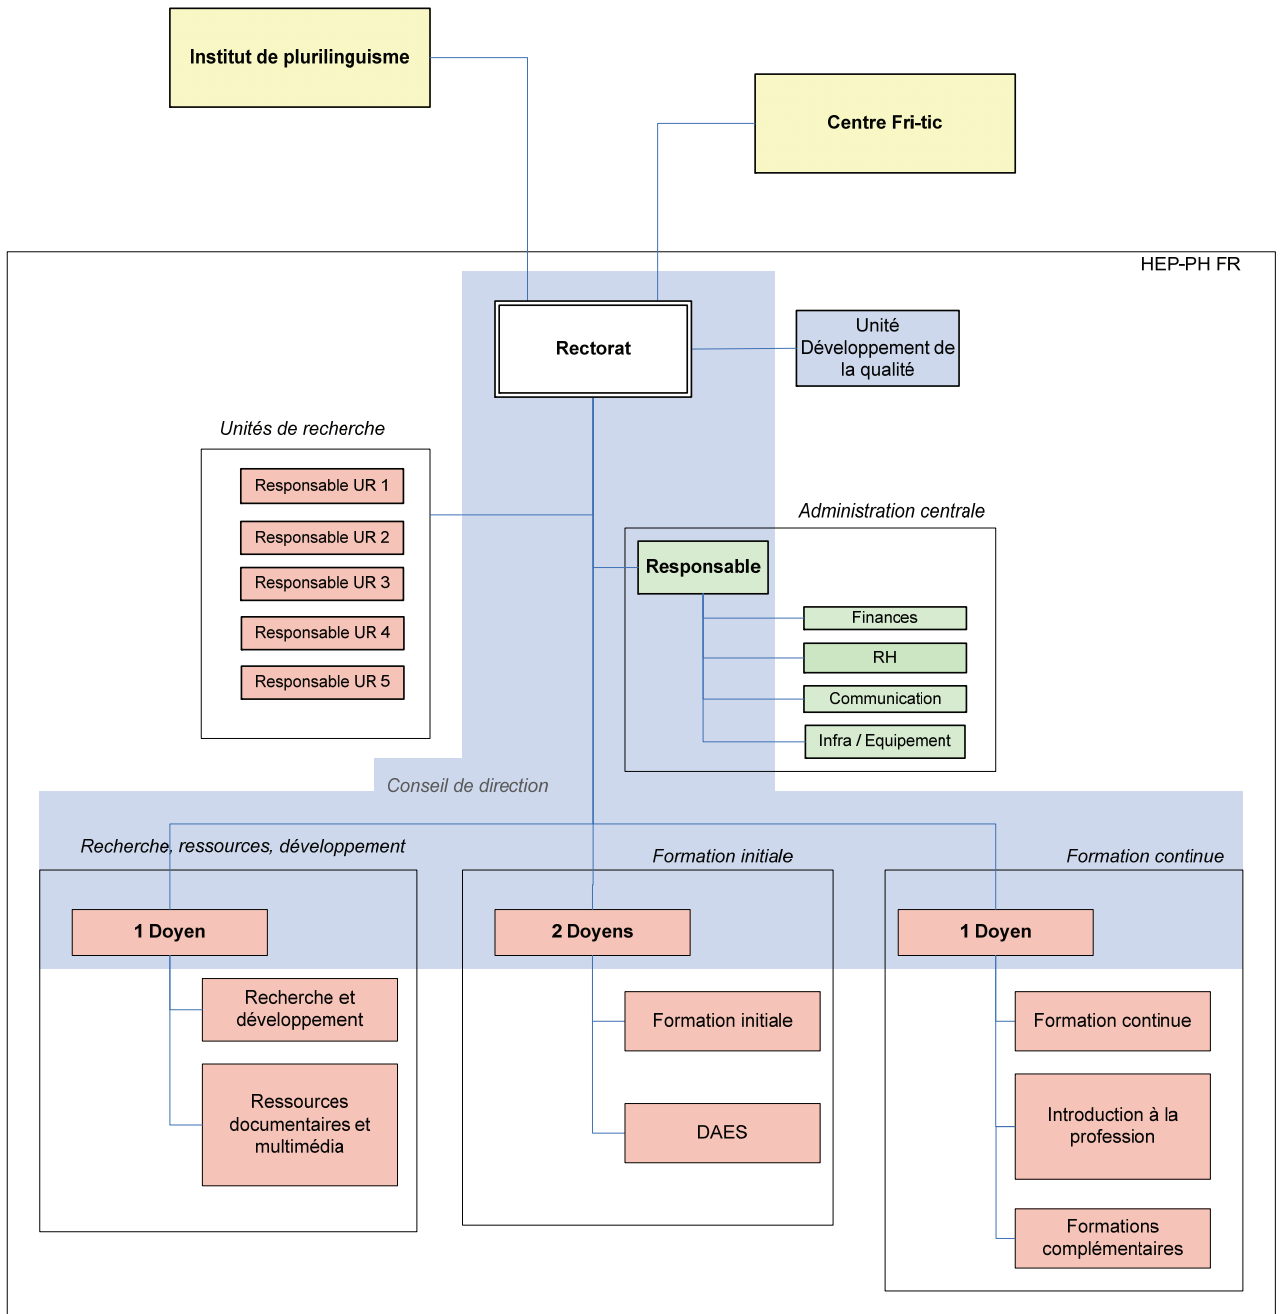 Institut de plurilinguisme
Centre Fri-tic
HEP-PH FR
Rectorat
Unité
Développement de
la qualité
Unités de recherche
Responsable UR 1
Responsable UR 2
Responsable UR 3
Responsable UR 4
Responsable UR 5
Administration centrale
Responsable
Finances
RH
Communication
Infra / Equipement
Conseil de direction
Recherche, ressources, développement
1 Doyen
Recherche et
développement
Ressources
documentaires et
multimédia
Formation initiale
2 Doyens
Formation initiale
DAES
Formation continue
1 Doyen
Formation continue
Introduction à la
profession
Formations
complémentaires